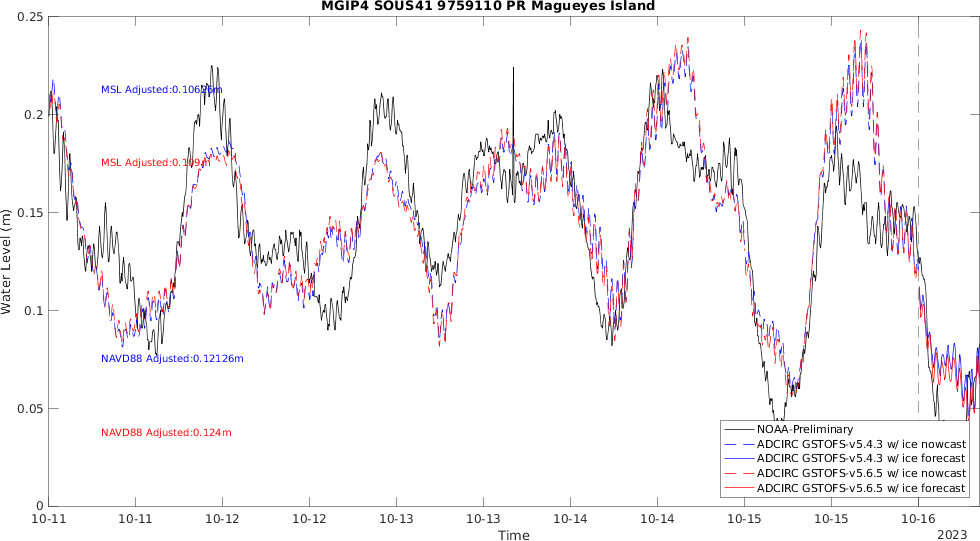 MGIP4 SOUS41 9759110 PR Magueyes Island
0.25
0.2
0.15
0.1
0.05
0
Water Level (m)
MSL Adjusted:0.10626m
MSL Adjusted:0.109m
NAVD88 Adjusted:0.12126m
NAVD88 Adjusted:0.124m
NOAA-Preliminary
ADCIRC GSTOFS-v5.4.3 w/ ice nowcast
ADCIRC GSTOFS-v5.4.3 w/ ice forecast
ADCIRC GSTOFS-v5.6.5 w/ ice nowcast
ADCIRC GSTOFS-v5.6.5 w/ ice forecast
10-11 10-11 10-12 10-12 10-13 10-13 10-14 10-14 10-15 10-15 10-16
Time
2023